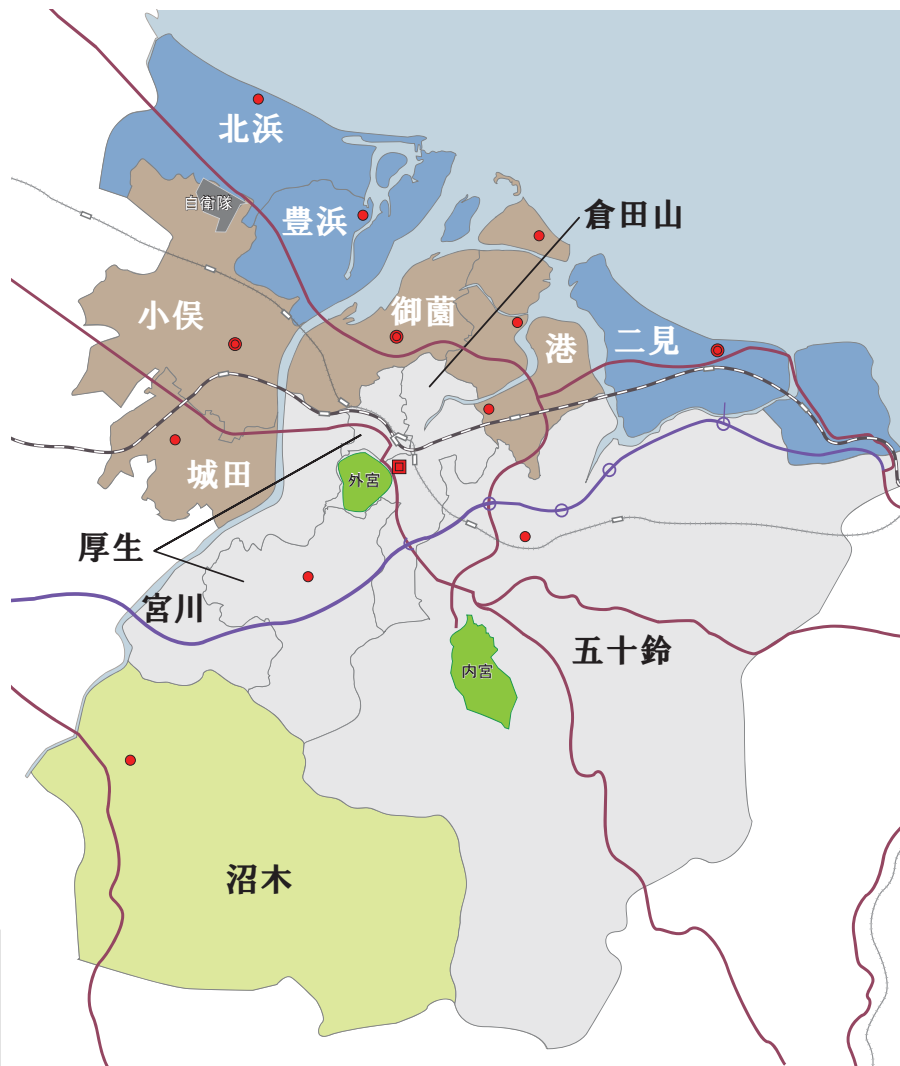 北浜
自衛隊
豊浜
倉田山
小俣
御薗
港
二見
城田
外宮
厚生
宮川
五十鈴
内宮
沼木